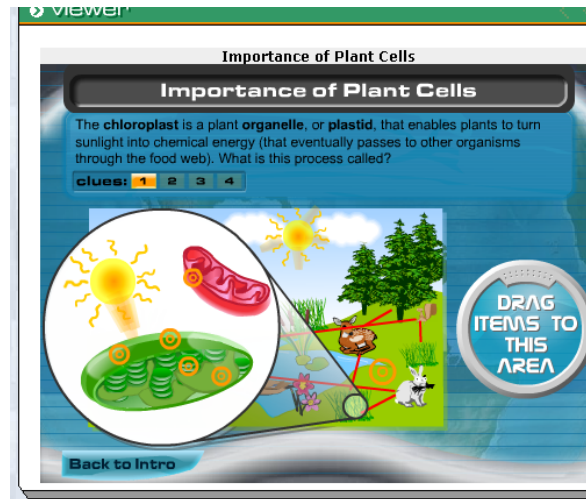 viewer
Importance of Plant Cells
Importance of Plant Cells
The chloroplast is a plant organelle, or plastid, that enables plants to turn
sunlight into chemical energy (that eventually passes to other organisms
through the food web). What is this process called?
clues: 1 2 3 4
DRAG
ITEMS TO
THIS
AREA
Back to Intro